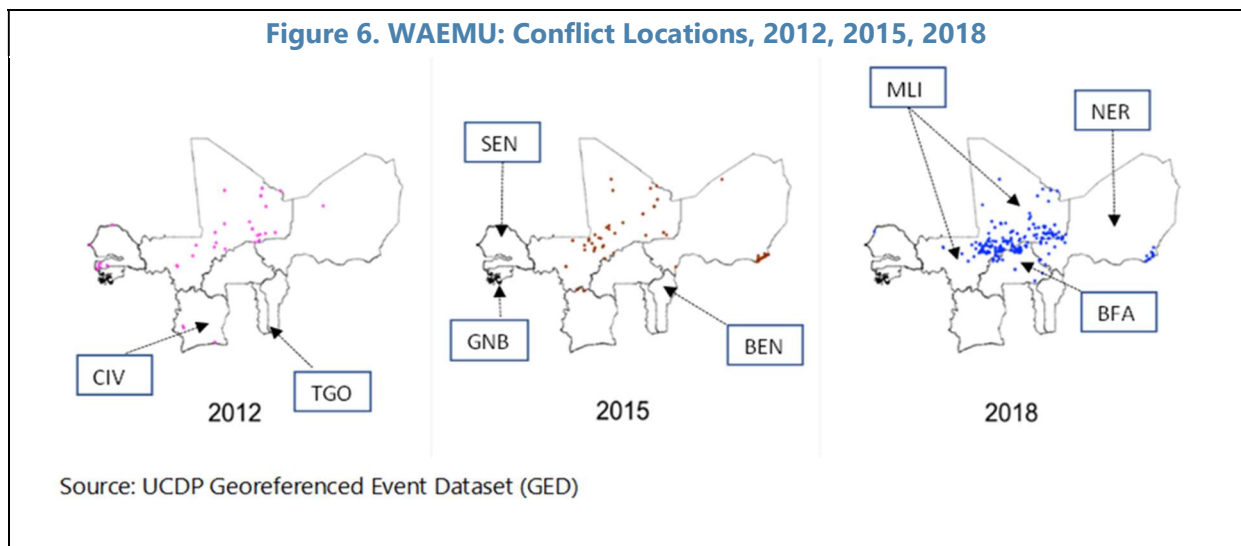 Figure 6. WAEMU: Conflict Locations, 2012, 2015, 2018
MLI
NER
SEN
GNB
BEN
BFA
CIV
TGO
2012
2015
2018
Source: UCDP Georeferenced Event Dataset (GED)